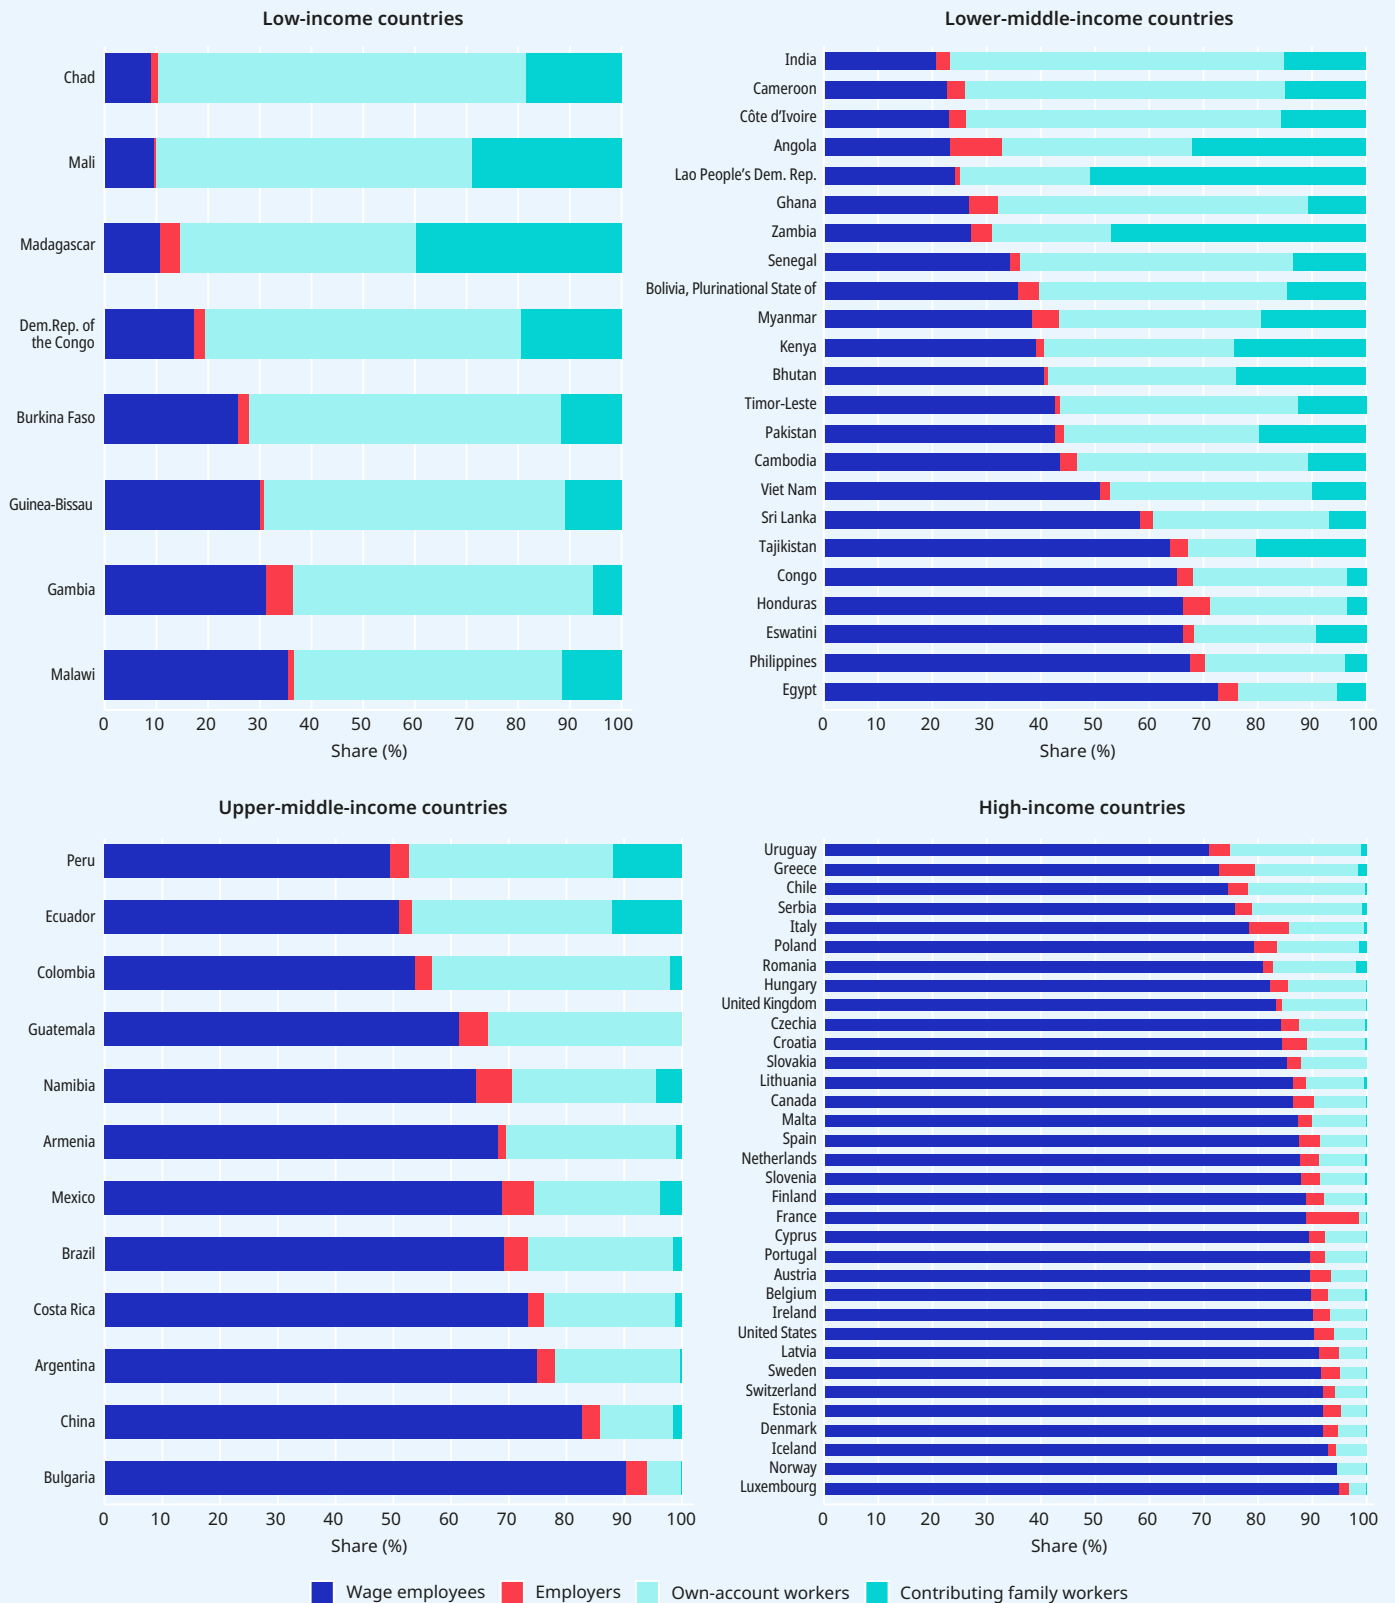 Low-income countries
Chad
Mali
Madagascar
Dem.Rep. of
the Congo
Burkina Faso
Guinea-Bissau
Gambia
Malawi
0 10 20 30 40 50 60 70 80 90 100
Share (%)
Lower-middle-income countries
India
Cameroon
Côte d’Ivoire
Angola
Lao People’s Dem. Rep.
Ghana
Zambia
Senegal
Bolivia, Plurinational State of
Myanmar
Kenya
Bhutan
Timor-Leste
Pakistan
Cambodia
Viet Nam
Sri Lanka
Tajikistan
Congo
Honduras
Eswatini
Philippines
Egypt
0 10 20 30 40 50 60 70 80 90 100
Share (%)
Upper-middle-income countries
Peru
Ecuador
Colombia
Guatemala
Namibia
Armenia
Mexico
Brazil
Costa Rica
Argentina
China
Bulgaria
0 10 20 30 40 50 60 70 80 90 100
Share (%)
High-income countries
Uruguay
Greece
Chile
Serbia
Italy
Poland
Romania
Hungary
United Kingdom
Czechia
Croatia
Slovakia
Lithuania
Canada
Malta
Spain
Netherlands
Slovenia
Finland
France
Cyprus
Portugal
Austria
Belgium
Ireland
United States
Latvia
Sweden
Switzerland
Estonia
Denmark
Iceland
Norway
Luxembourg
0 10 20 30 40 50 60 70 80 90 100
Share (%)
Wage employees Employers Own-account workers Contributing family workers